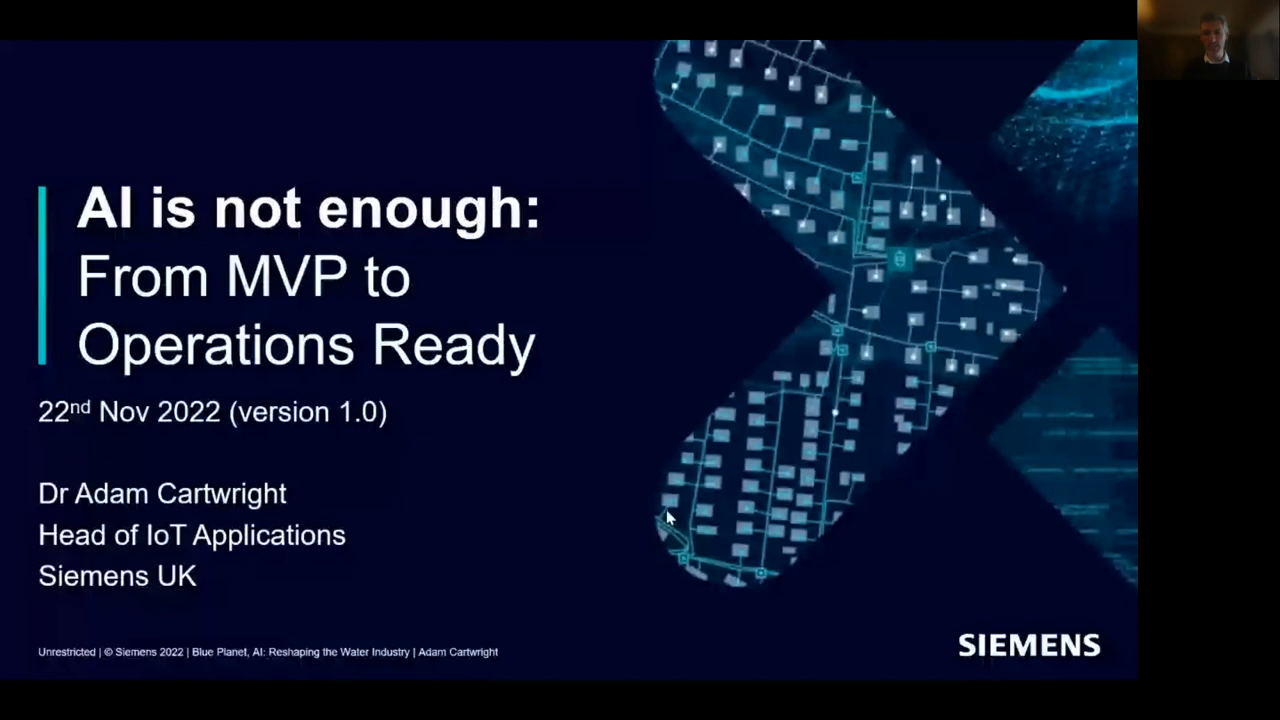 AI is not enough:
From MVP to
Operations Ready
22nd Nov 2022 (version 1.0)
Dr Adam Cartwright
Head of IoT Applications
Siemens UK
Unrestricted | © Siemens 2022 | Blue Planet, AI: Reshaping the Water Industry | Adam Cartwright
SIEMENS